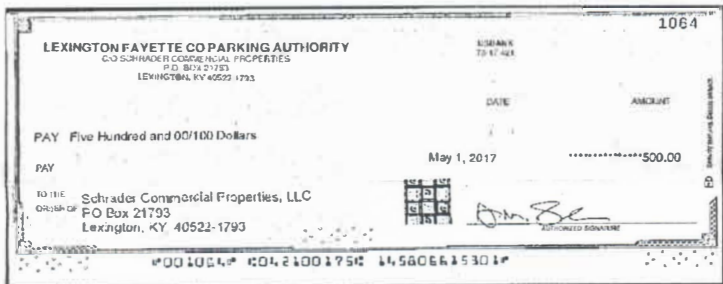 1064
LEXINGTON FAYETTE CO PARKING AUTHORITY
C/O SCHRADER COMMERCIAL PROPERTIES
P.O. BOX 21793
LEXINGTON, KY 40522-1793
DATE AMOUNT
PAY Five Hundred and 00/100 Dollars
PAY
May 1, 2017 500.00
TO THE
ORDER OF
Schrader Commercial Properties, LLC
PO Box 21793
Lexington, KY 40522-1793
AUTHORIZED SIGNATURE